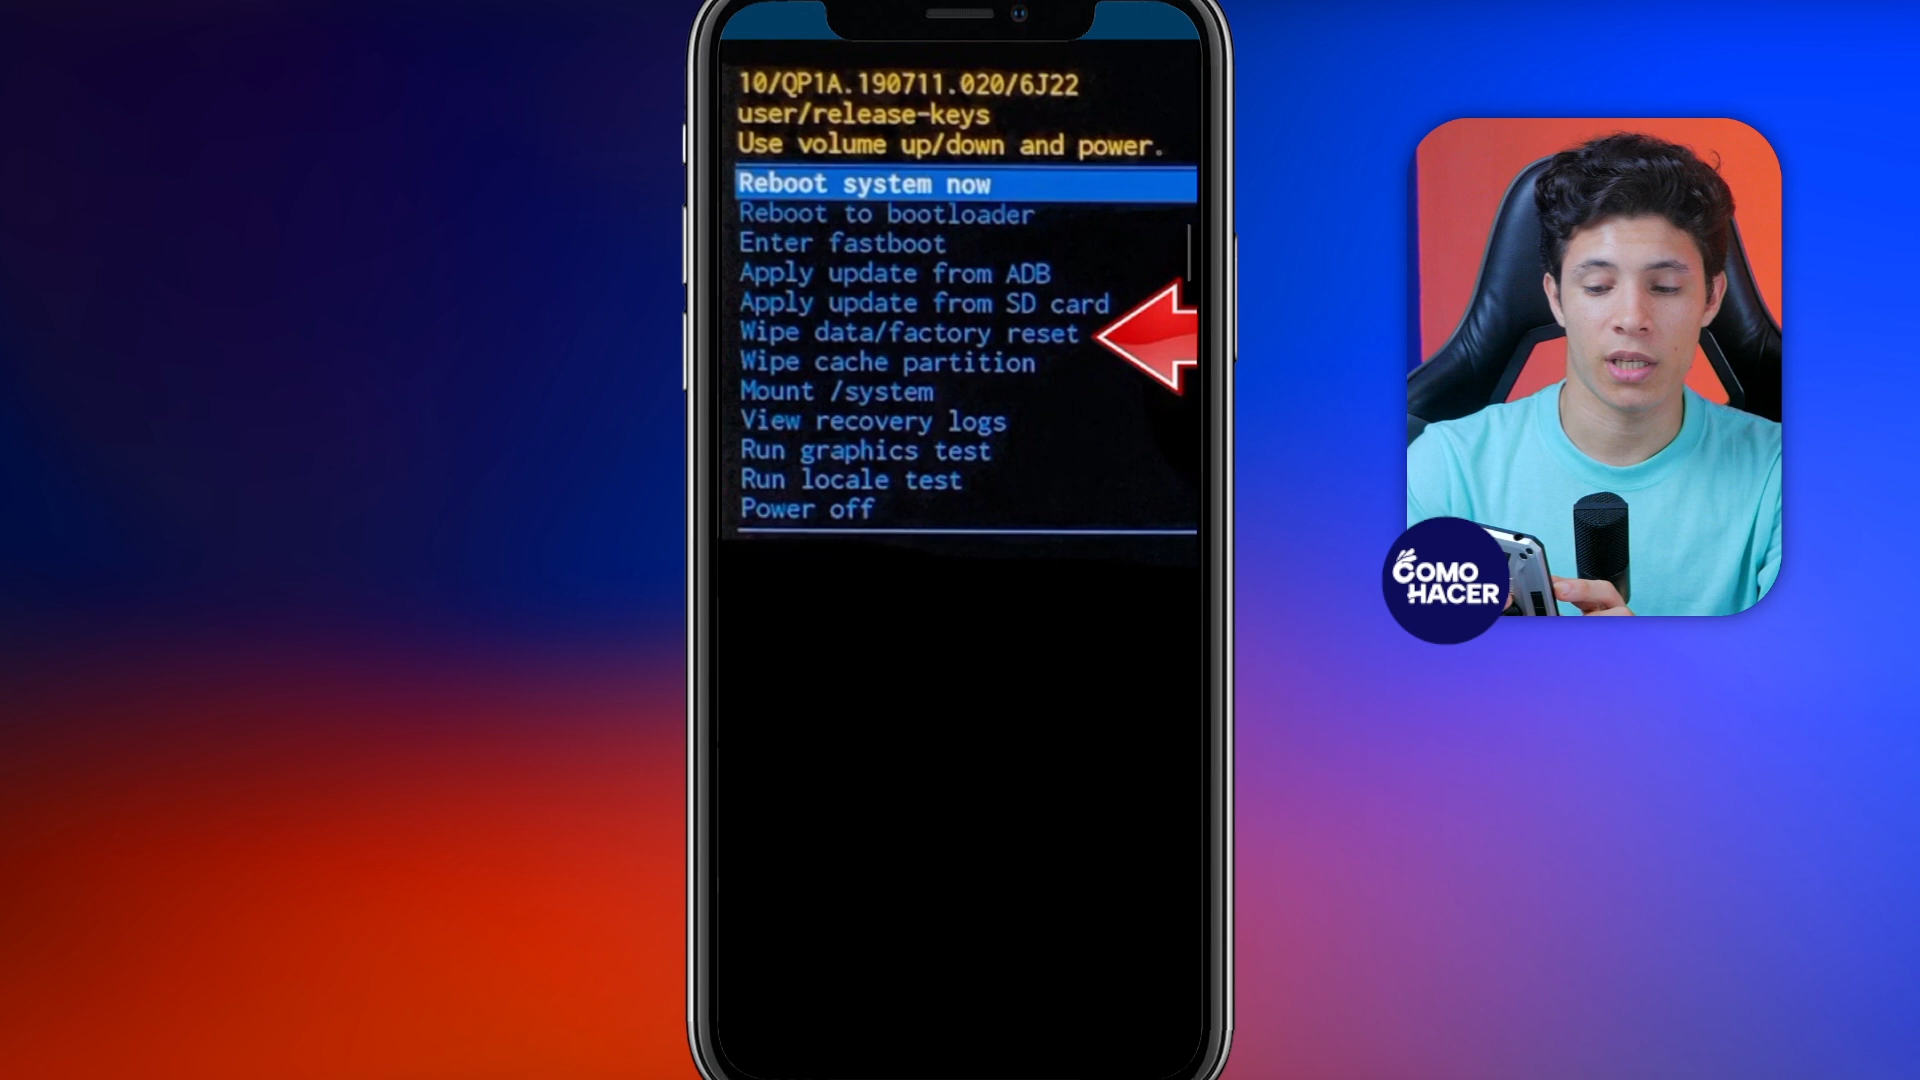 10/QP1A.190711.020/6J22
user/release-keys
Use volume up/down and power.
Reboot system now
Reboot to bootloader
Enter fastboot
Apply update from ADB
Apply update from SD card
Wipe data/factory reset
Wipe cache partition
Mount /system
View recovery logs
Run graphics test
Run locale test
Power off
COMO
HACER